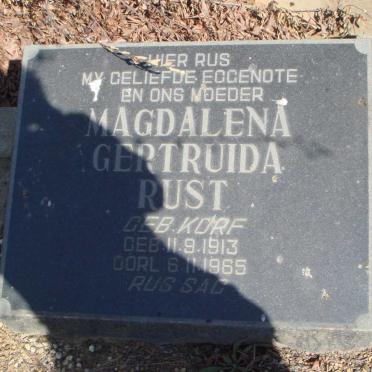 HIER RUS
MY GELIEFDE EGGENOTE
EN ONS MOEDER
MAGDALENA
GERTRUIDA
RUST
GEB. KORF
GEB. 11.9.1913
OORL. 6.11.1965
RUS SAG